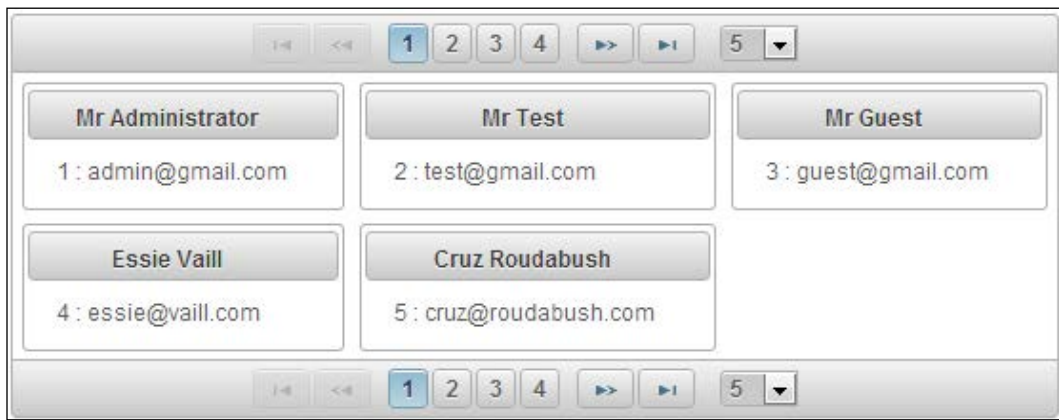 1 2 3 4 5
Mr Administrator Mr Test Mr Guest
1 : admin@gmail.com 2 : test@gmail.com 3 : guest@gmail.com
Essie Vaill Cruz Roudabush
4 : essie@vaill.com 5 : cruz@roudabush.com
1 2 3 4 5